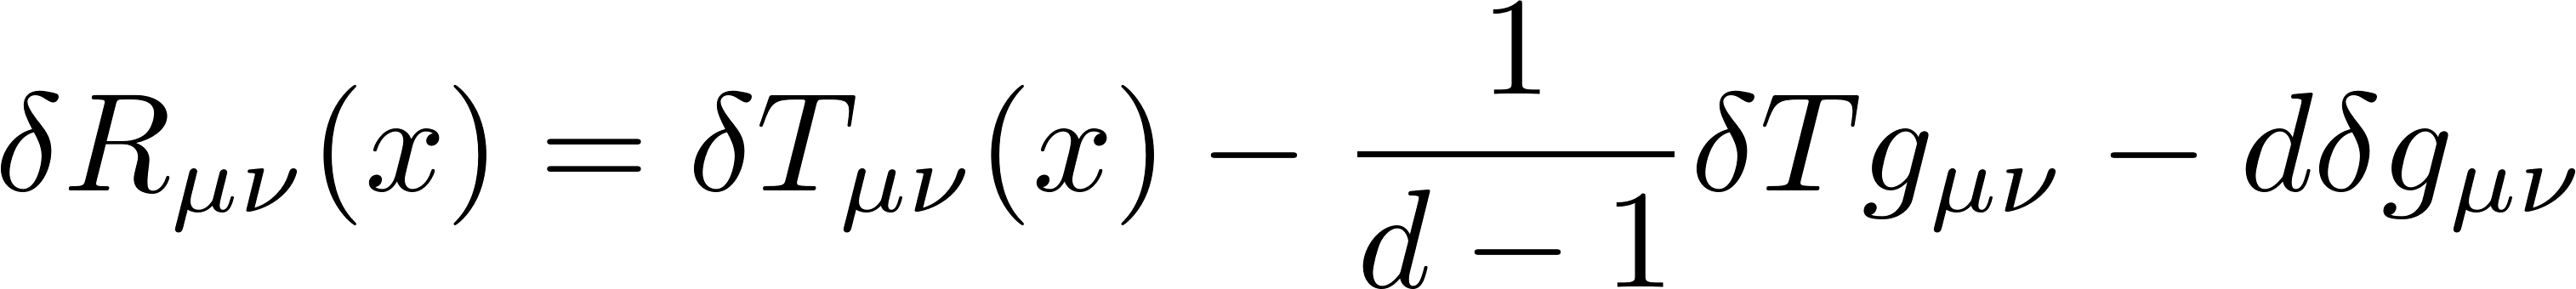 δR_{μν}(x) = δT_{μν}(x) − \frac{1}{d − 1} δT g_{μν} − dδg_{μν}